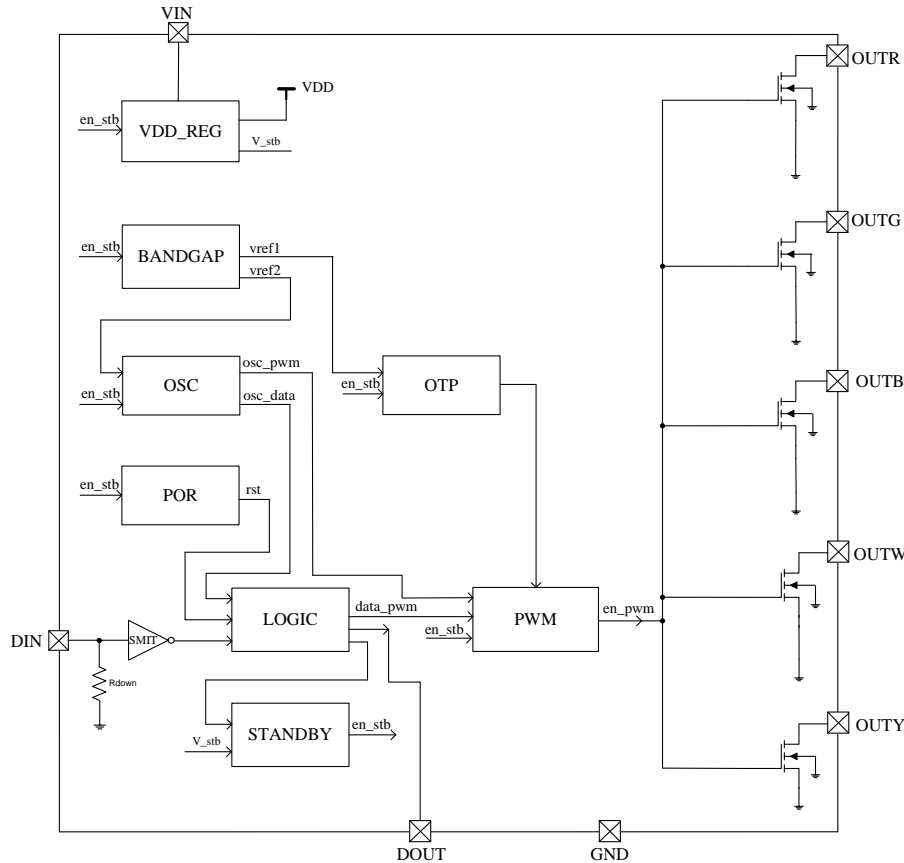 VIN
OUTR
VDD
en_stb
VDD_REG
V_stb
OUTG
en_stb
BANDGAP
vref1
vref2
OSC
osc_pwm
en_stb
osc_data
OTP
en_stb
OUTB
en_stb
POR
rst
OUTW
LOGIC
data_pwm
PWM
en_pwm
en_stb
DIN
SMIT
Rdown
STANDBY
en_stb
V_stb
OUTY
DOUT
GND